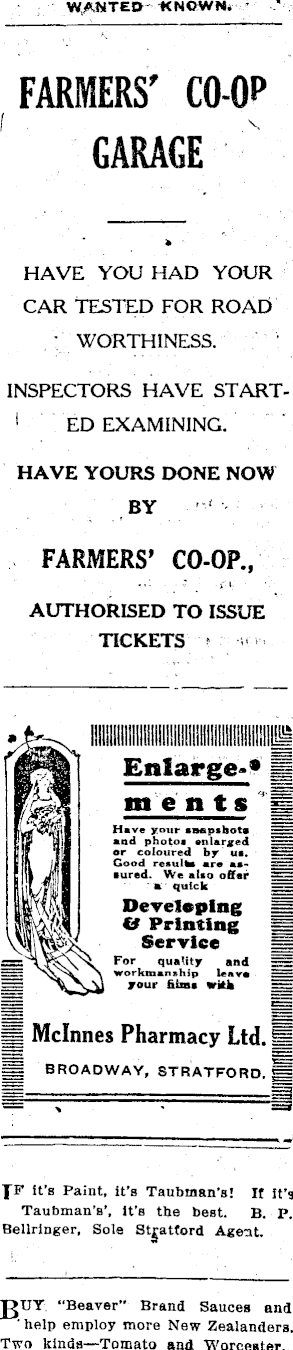 WANTED KNOWN.
FARMERS' CO-OP
GARAGE
HAVE YOU HAD YOUR
CAR TESTED FOR ROAD
WORTHINESS.
INSPECTORS HAVE START-
ED EXAMINING.
HAVE YOURS DONE NOW
BY
FARMERS' CO-OP.,
AUTHORISED TO ISSUE
TICKETS
Enlarge-
ments
Have your snapshots
and photos enlarged
or coloured by us.
Good results are as-
sured. We also offer
a quick
Developing
& Printing
Service
For quality and
workmanship leave
your films with
McInnes Pharmacy Ltd.
BROADWAY, STRATFORD.
IF it's Paint, it's Taubman's! If it's
Taubman's', it's the best. B. P.
Bellringer, Sole Stratford Agent.
BUY "Beaver" Brand Sauces and
help employ more New Zealanders.
Two kinds—Tomato and Worcester.